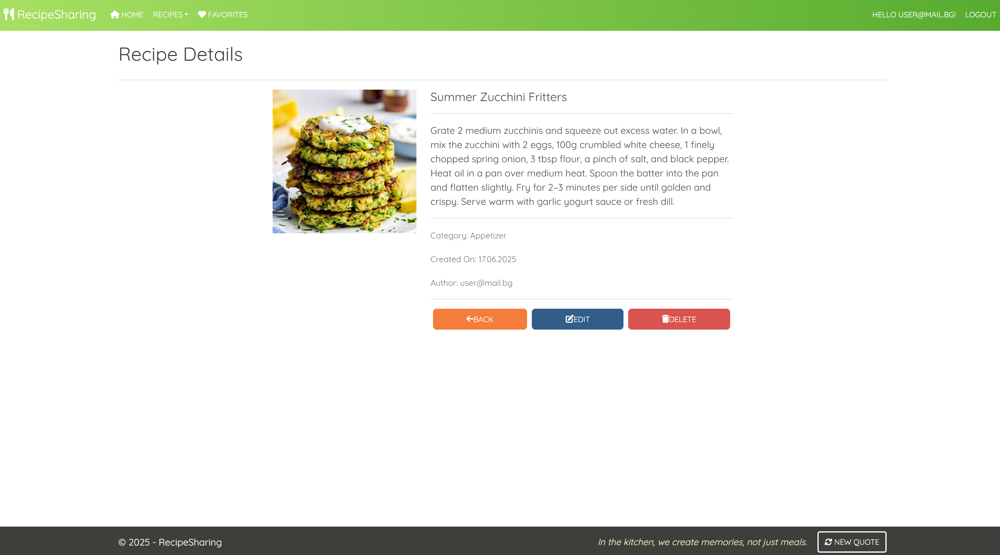 RecipeSharing HOME RECIPES FAVORITES HELLO USER@MAIL.BG! LOGOUT
Recipe Details
Summer Zucchini Fritters
Grate 2 medium zucchinis and squeeze out excess water. In a bowl,
mix the zucchini with 2 eggs, 100g crumbled white cheese, 1 finely
chopped spring onion, 3 tbsp flour, a pinch of salt, and black pepper.
Heat oil in a pan over medium heat. Spoon the batter into the pan
and flatten slightly. Fry for 2–3 minutes per side until golden and
crispy. Serve warm with garlic yogurt sauce or fresh dill.
Category: Appetizer
Created On: 17.06.2025
Author: user@mail.bg
BACK EDIT DELETE
© 2025 - RecipeSharing In the kitchen, we create memories, not just meals. NEW QUOTE